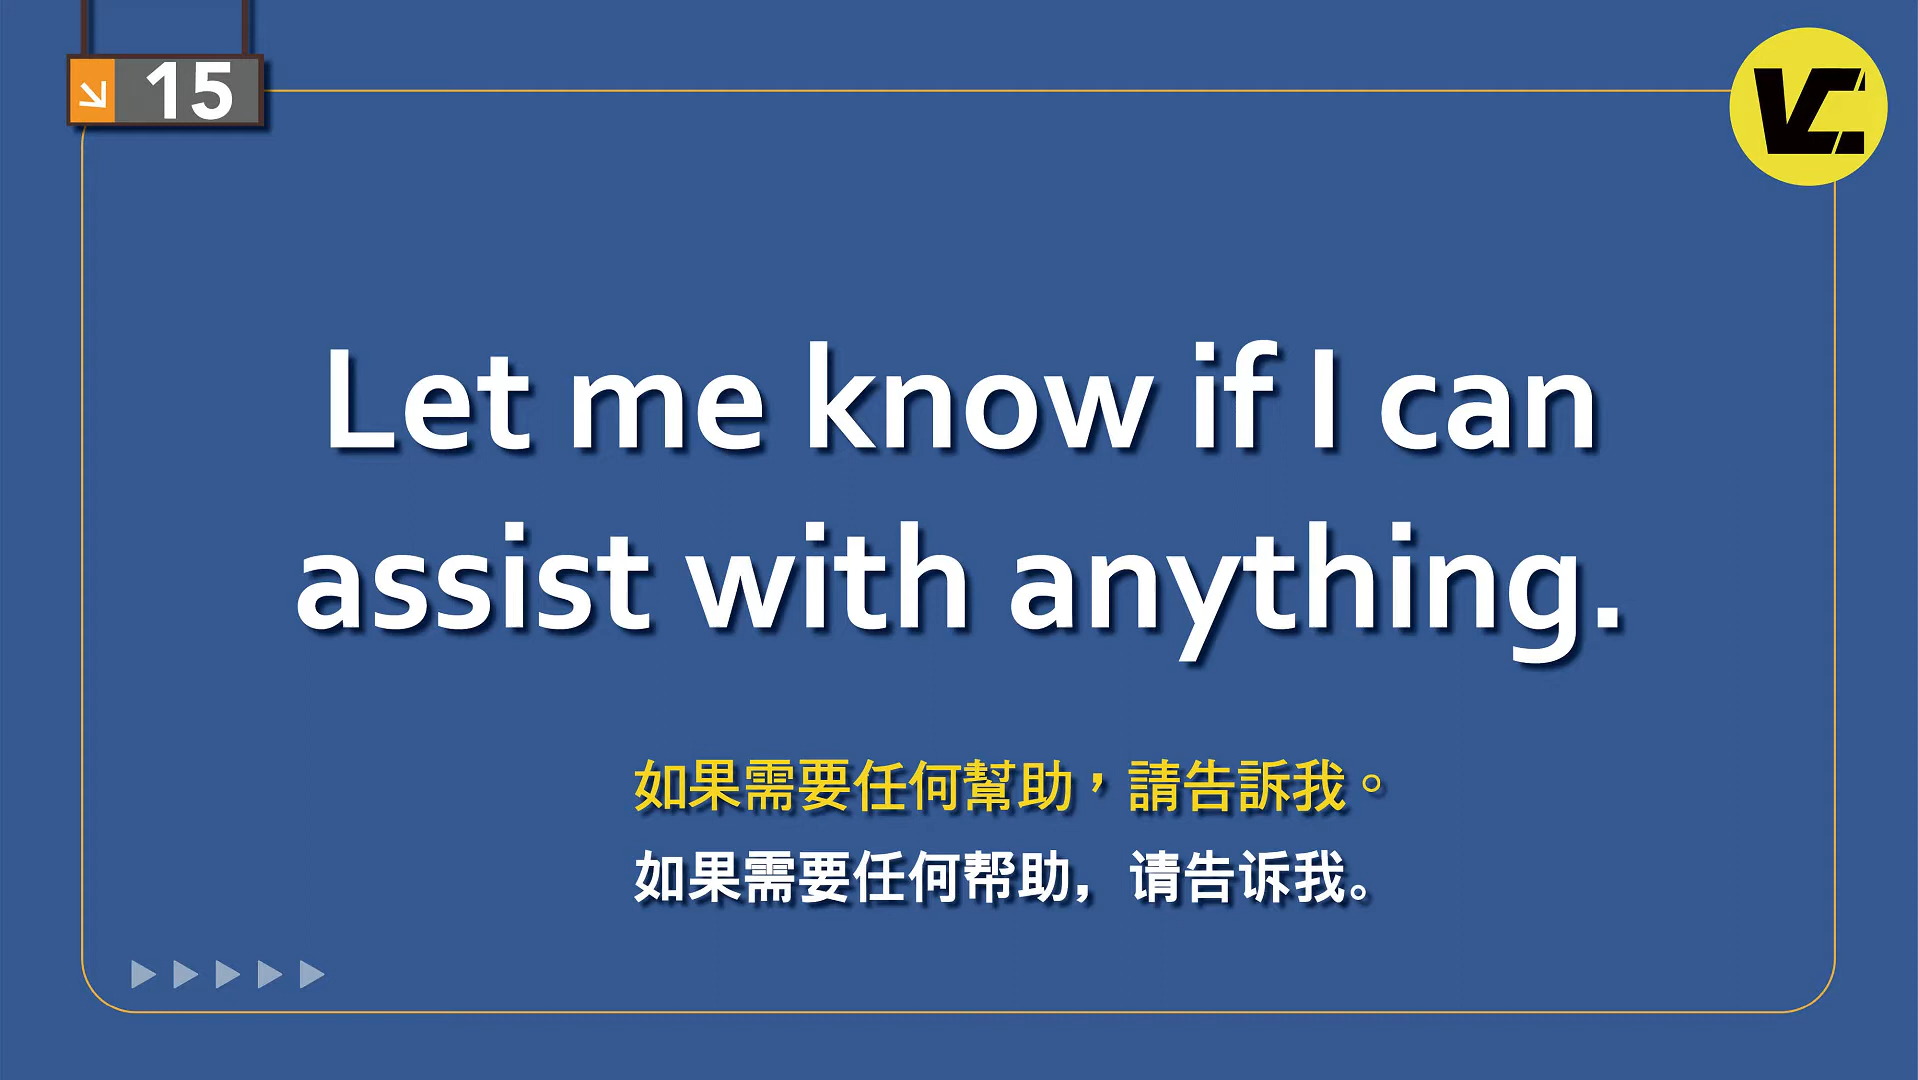 15
VC
Let me know if I can
assist with anything.
如果需要任何幫助，請告訴我。
如果需要任何帮助，请告诉我。